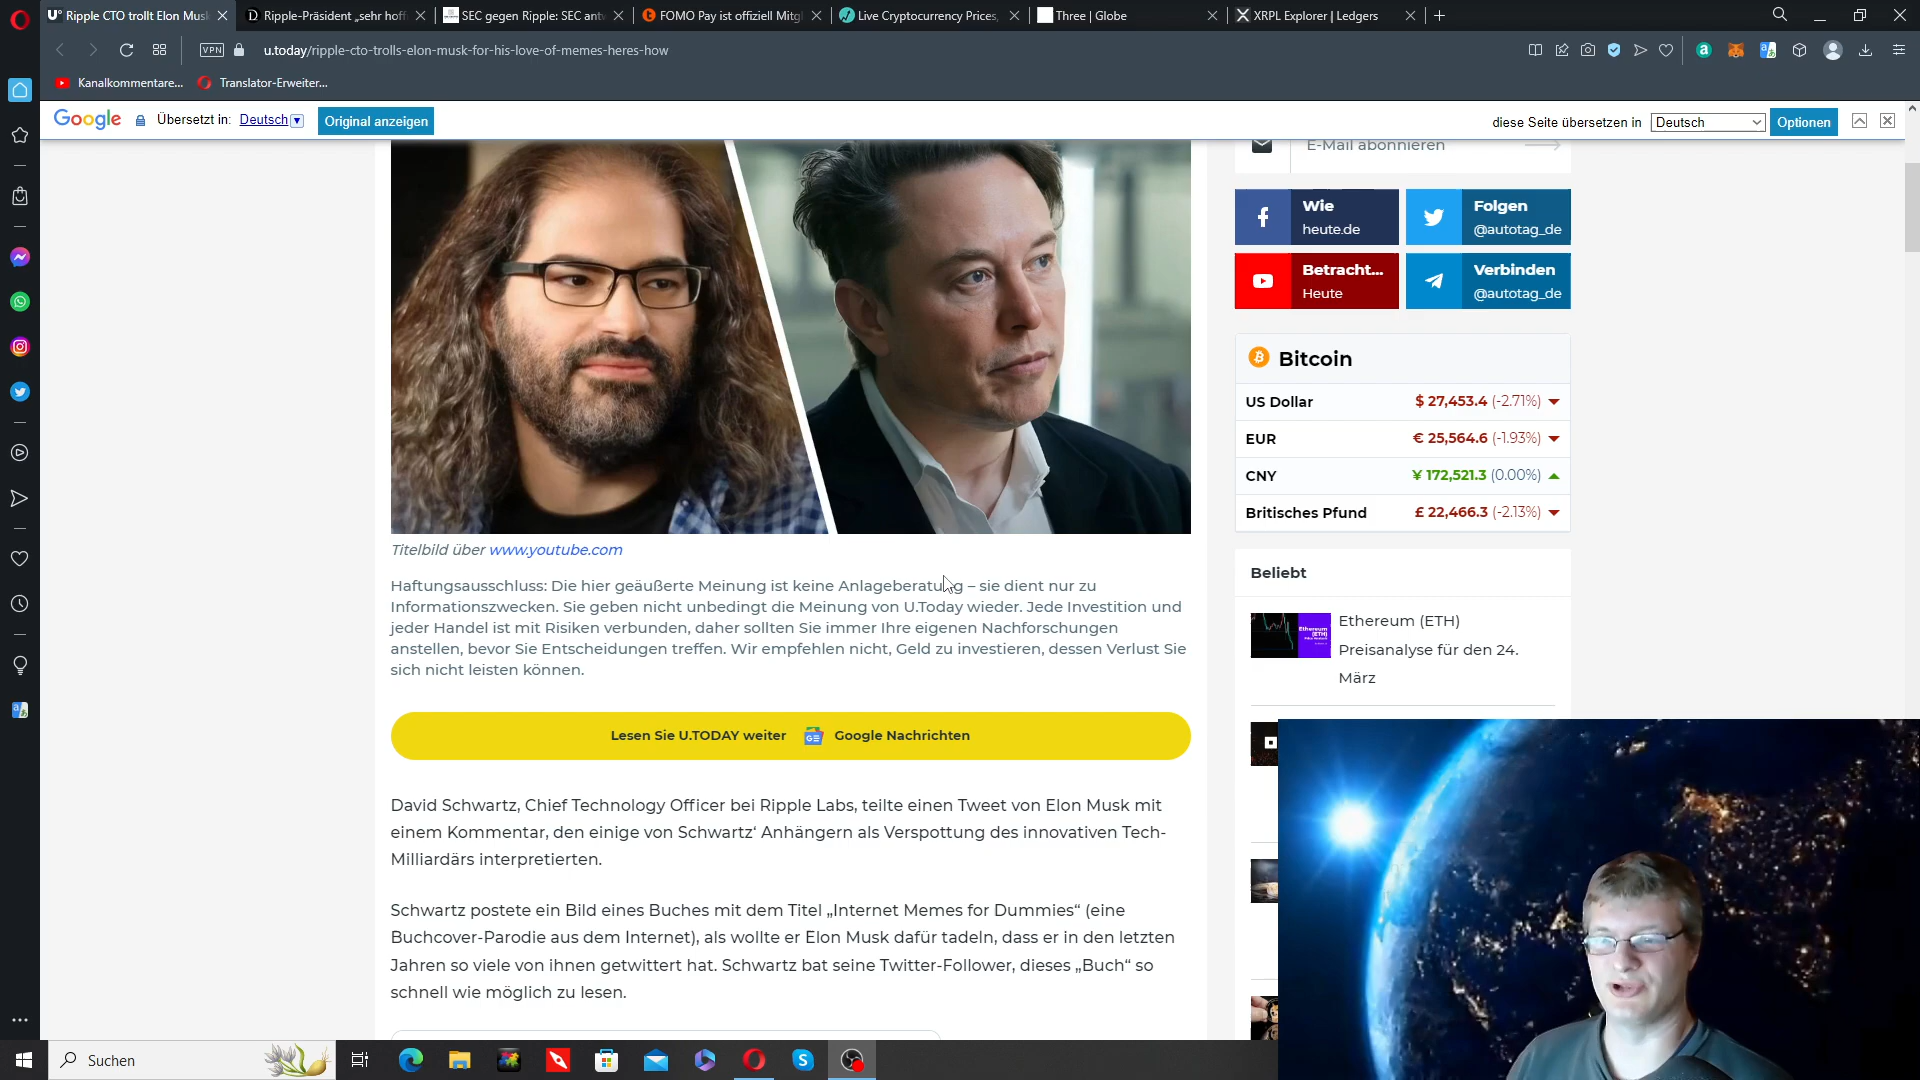 Ripple CTO trollt Elon Mus
Ripple-Präsident „sehr hoff
SEC gegen Ripple: SEC antw
FOMO Pay ist offiziell Mitgl
Live Cryptocurrency Prices,
Three | Globe
XRPL Explorer | Ledgers
VPN
u.today/ripple-cto-trolls-elon-musk-for-his-love-of-memes-heres-how
Kanalkommentare...
Translator-Erweiter...
Google
Übersetzt in: Deutsch
Original anzeigen
diese Seite übersetzen in
Deutsch
Optionen
E-Mail abonnieren
Wie
heute.de
Folgen
@autotag_de
Betracht...
Heute
Verbinden
@autotag_de
Bitcoin
US Dollar $ 27,453.4 (-2.71%)
EUR € 25,564.6 (-1.93%)
CNY ¥ 172,521.3 (0.00%)
Britisches Pfund £ 22,466.3 (-2.13%)
Beliebt
Ethereum (ETH)
Preisanalyse für den 24.
März
Titelbild über www.youtube.com
Haftungsausschluss: Die hier geäußerte Meinung ist keine Anlageberatung – sie dient nur zu
Informationszwecken. Sie geben nicht unbedingt die Meinung von U.Today wieder. Jede Investition und
jeder Handel ist mit Risiken verbunden, daher sollten Sie immer Ihre eigenen Nachforschungen
anstellen, bevor Sie Entscheidungen treffen. Wir empfehlen nicht, Geld zu investieren, dessen Verlust Sie
sich nicht leisten können.
Lesen Sie U.TODAY weiter Google Nachrichten
David Schwartz, Chief Technology Officer bei Ripple Labs, teilte einen Tweet von Elon Musk mit
einem Kommentar, den einige von Schwartz‘ Anhängern als Verspottung des innovativen Tech-
Milliardärs interpretierten.
Schwartz postete ein Bild eines Buches mit dem Titel „Internet Memes for Dummies“ (eine
Buchcover-Parodie aus dem Internet), als wollte er Elon Musk dafür tadeln, dass er in den letzten
Jahren so viele von ihnen getwittert hat. Schwartz bat seine Twitter-Follower, dieses „Buch“ so
schnell wie möglich zu lesen.
Suchen